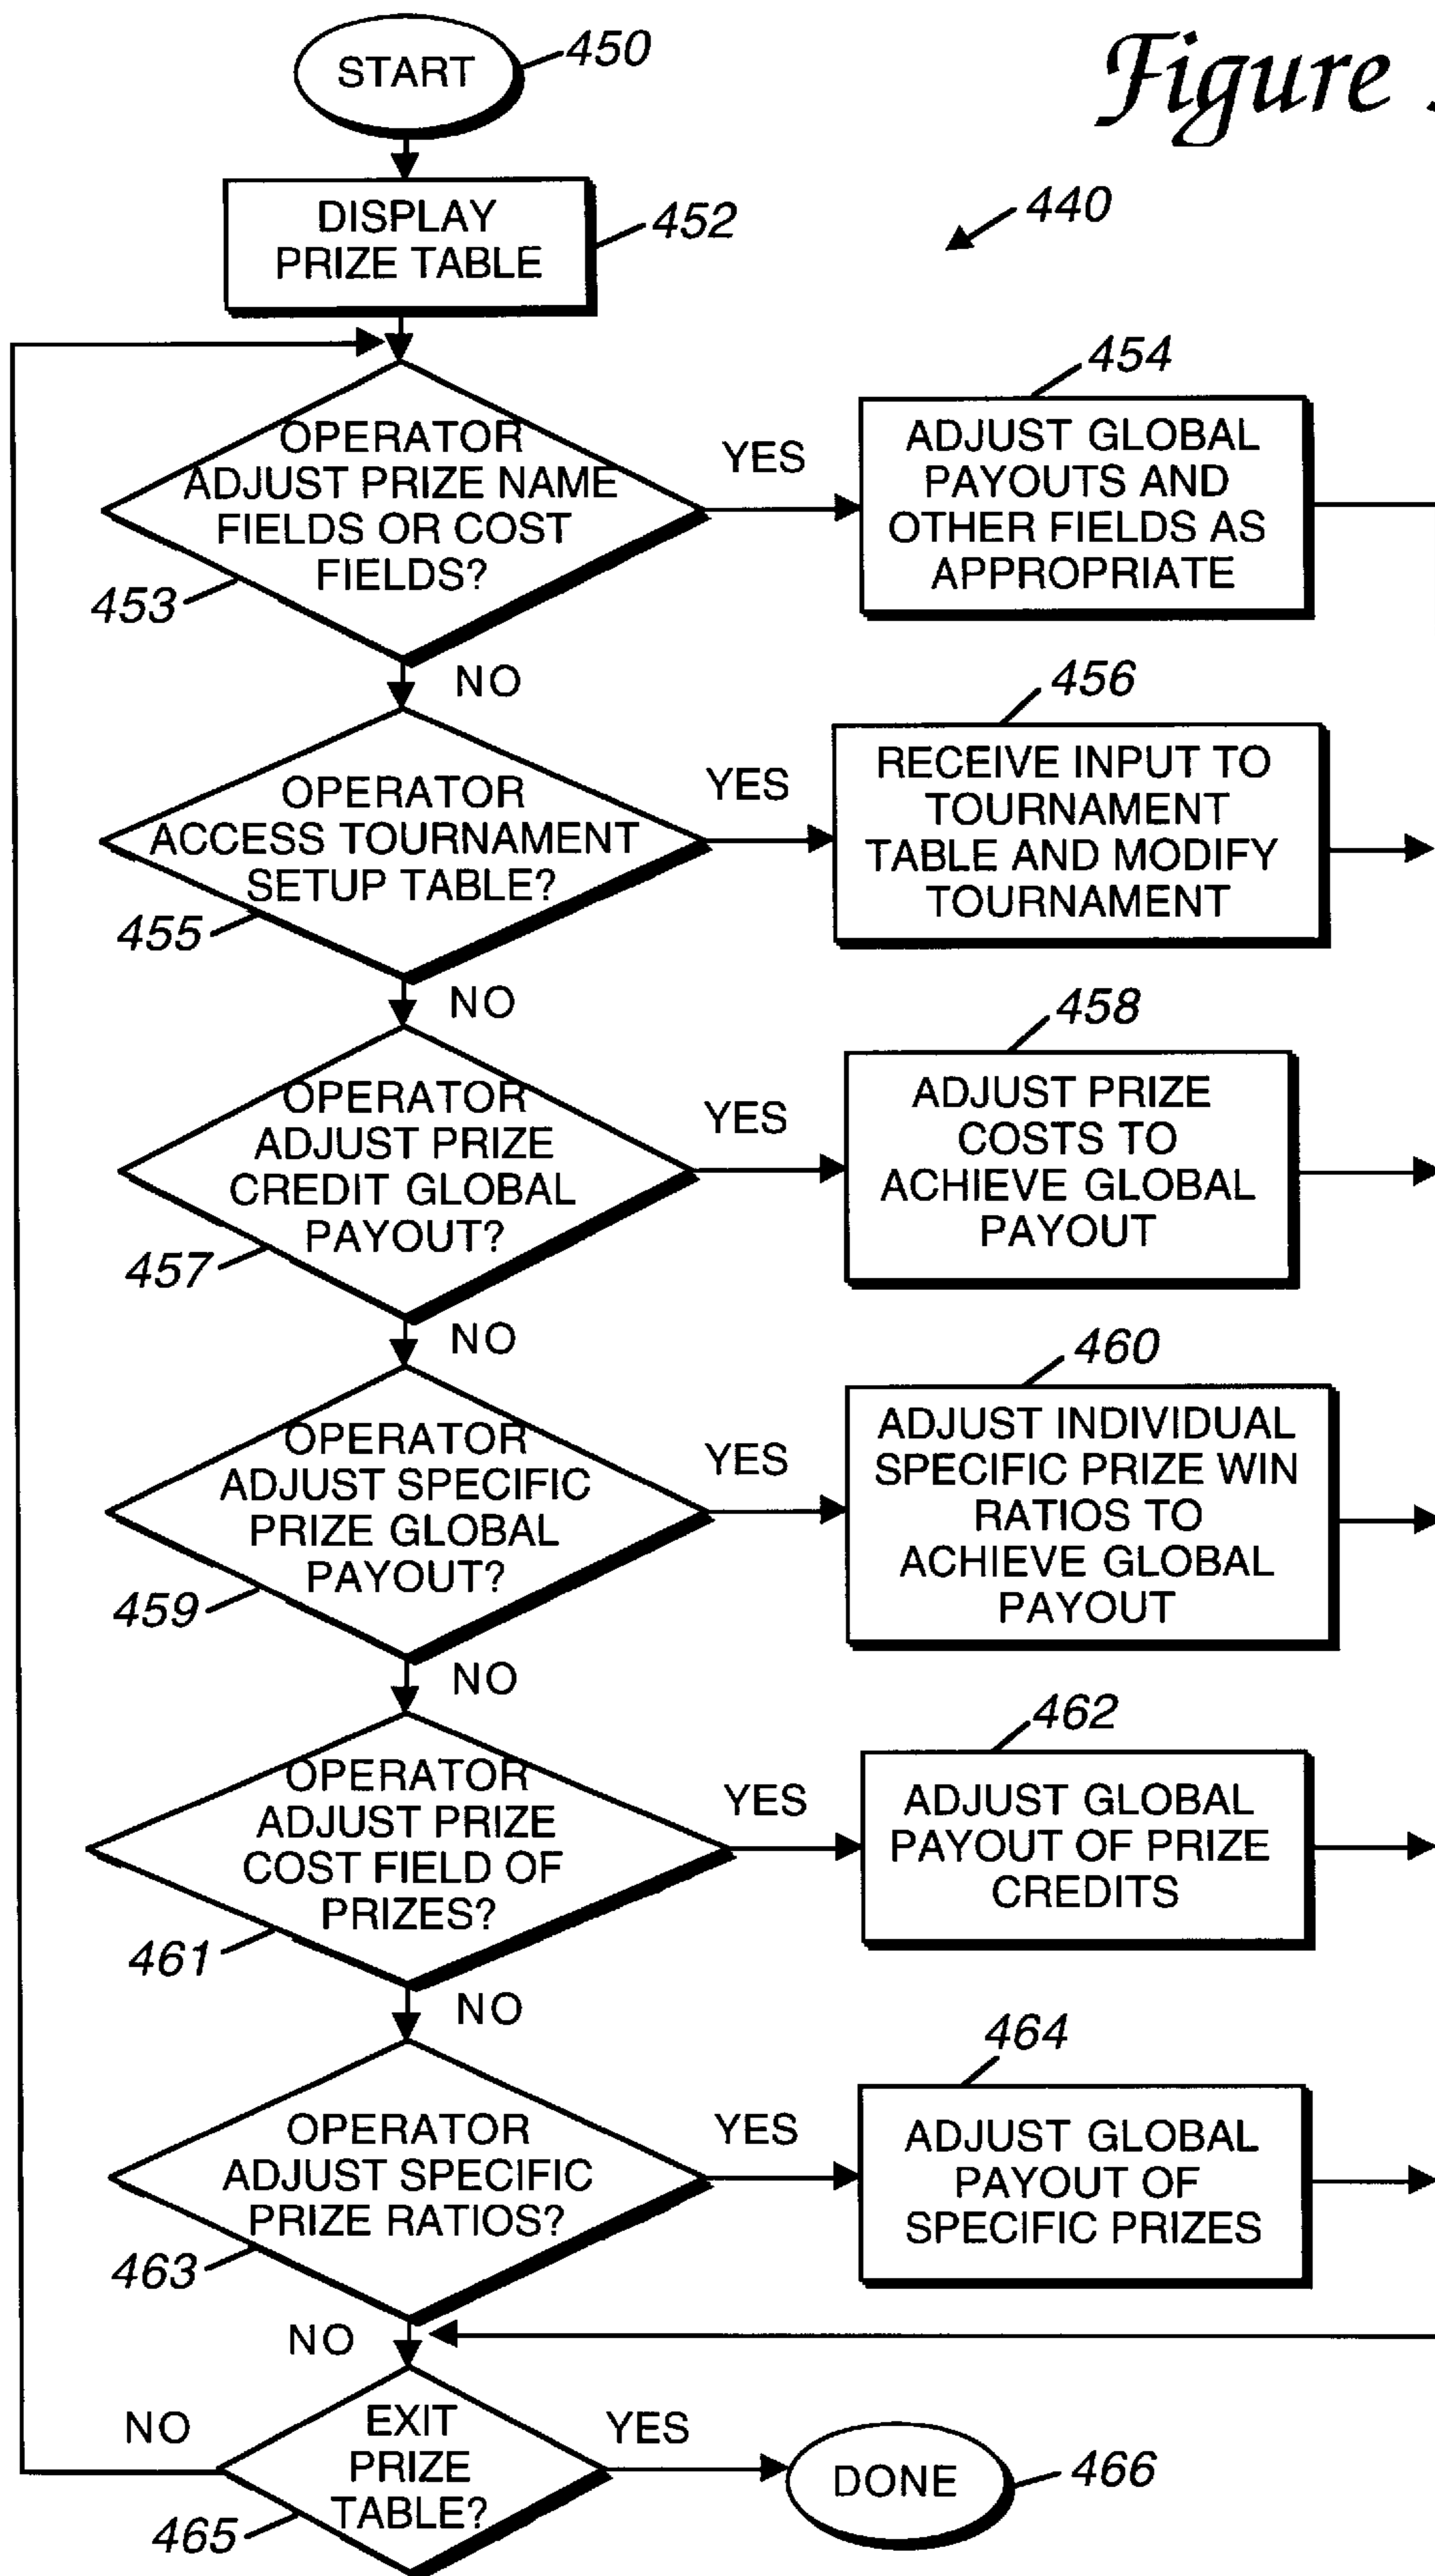 START
450
Figure
DISPLAY
PRIZE TABLE
452
440
OPERATOR
ADJUST PRIZE NAME
FIELDS OR COST
FIELDS?
453
YES
454
ADJUST GLOBAL
PAYOUTS AND
OTHER FIELDS AS
APPROPRIATE
NO
OPERATOR
ACCESS TOURNAMENT
SETUP TABLE?
455
YES
456
RECEIVE INPUT TO
TOURNAMENT
TABLE AND MODIFY
TOURNAMENT
NO
OPERATOR
ADJUST PRIZE
CREDIT GLOBAL
PAYOUT?
457
YES
458
ADJUST PRIZE
COSTS TO
ACHIEVE GLOBAL
PAYOUT
NO
OPERATOR
ADJUST SPECIFIC
PRIZE GLOBAL
PAYOUT?
459
YES
460
ADJUST INDIVIDUAL
SPECIFIC PRIZE WIN
RATIOS TO
ACHIEVE GLOBAL
PAYOUT
NO
OPERATOR
ADJUST PRIZE
COST FIELD OF
PRIZES?
461
YES
462
ADJUST GLOBAL
PAYOUT OF PRIZE
CREDITS
NO
OPERATOR
ADJUST SPECIFIC
PRIZE RATIOS?
463
YES
464
ADJUST GLOBAL
PAYOUT OF
SPECIFIC PRIZES
NO
EXIT
PRIZE
TABLE?
465
NO
YES
DONE
466